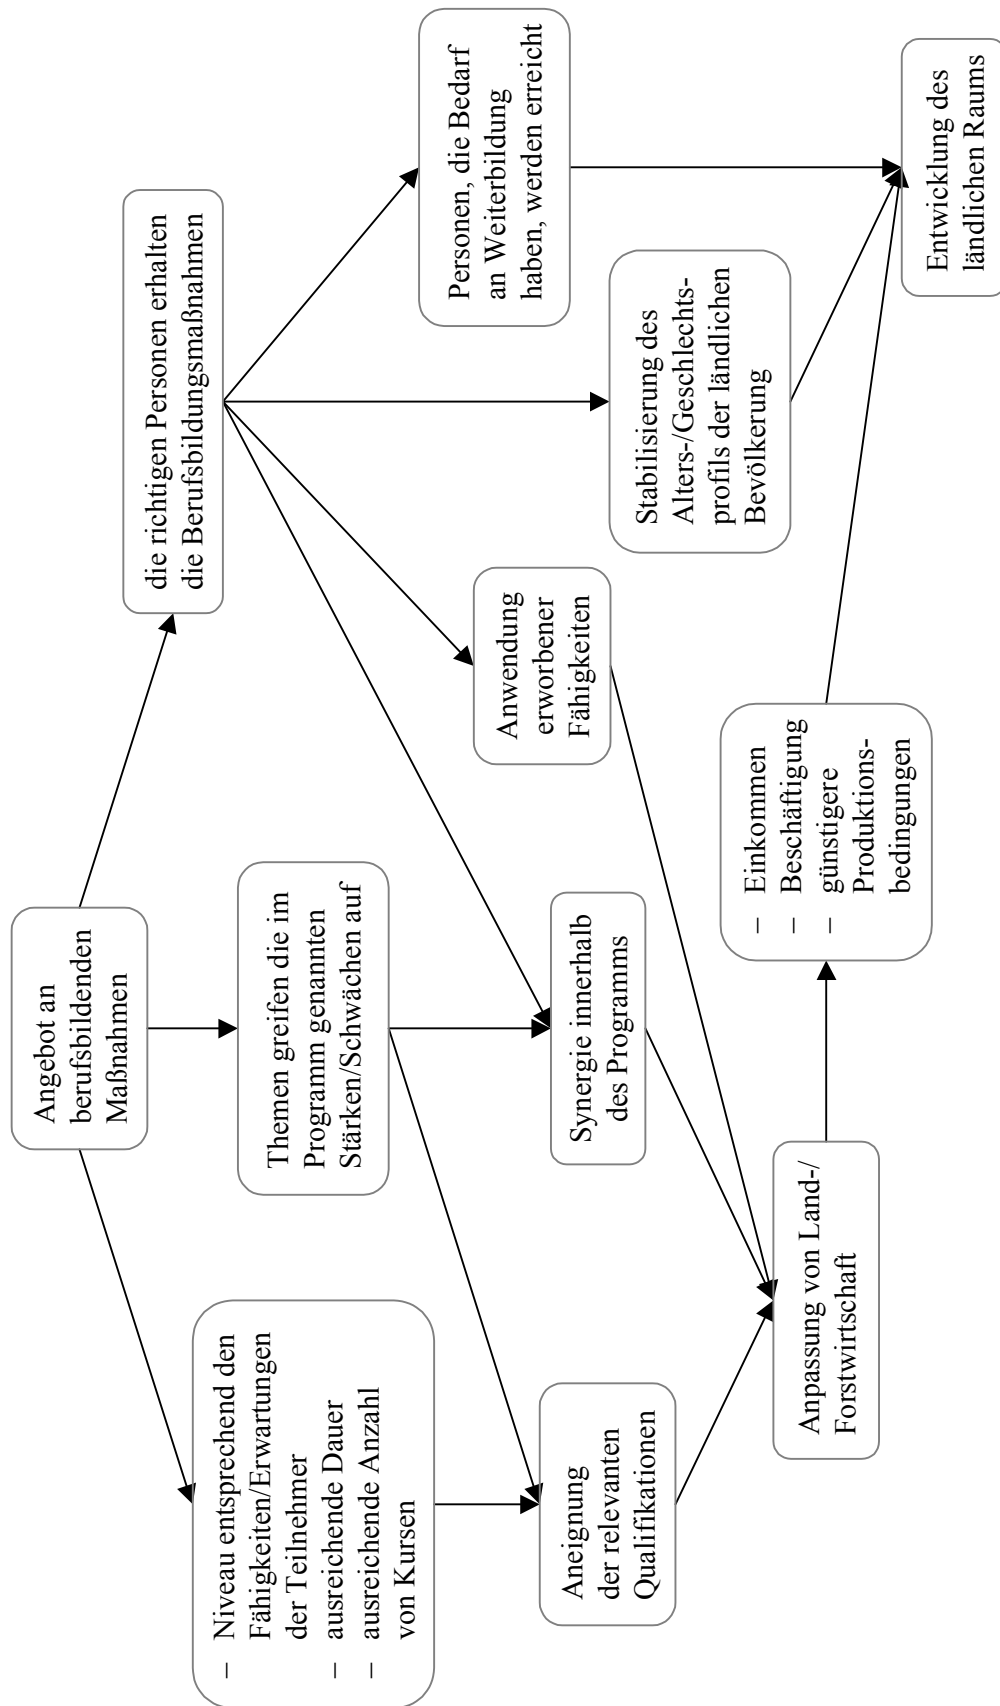 Angebot an
berufsbildenden
Maßnahmen
– Niveau entsprechend den
Fähigkeiten/Erwartungen
der Teilnehmer
– ausreichende Dauer
– ausreichende Anzahl
von Kursen
Themen greifen die im
Programm genannten
Stärken/Schwächen auf
die richtigen Personen erhalten
die Berufsbildungsmaßnahmen
Aneignung
der relevanten
Qualifikationen
Synergie innerhalb
des Programms
Anwendung
erworbener
Fähigkeiten
Stabilisierung des
Alters-/Geschlechts-
profils der ländlichen
Bevölkerung
Personen, die Bedarf
an Weiterbildung
haben, werden erreicht
Anpassung von Land-/
Forstwirtschaft
– Einkommen
– Beschäftigung
– günstigere
Produktions-
bedingungen
Entwicklung des
ländlichen Raums